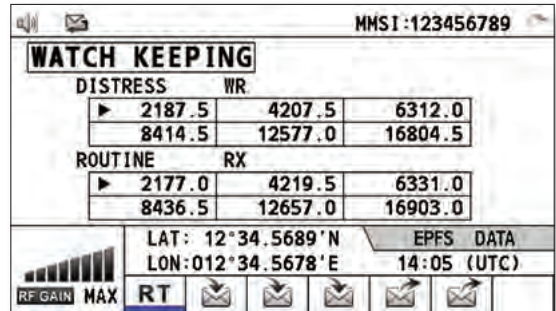 MMSI:123456789
WATCH KEEPING
DISTRESS WR
▶ 2187.5 4207.5 6312.0
8414.5 12577.0 16804.5
ROUTINE RX
▶ 2177.0 4219.5 6331.0
8436.5 12657.0 16903.0
LAT: 12°34.5689'N EPFS DATA
LON:012°34.5678'E 14:05 (UTC)
RF GAIN MAX RT